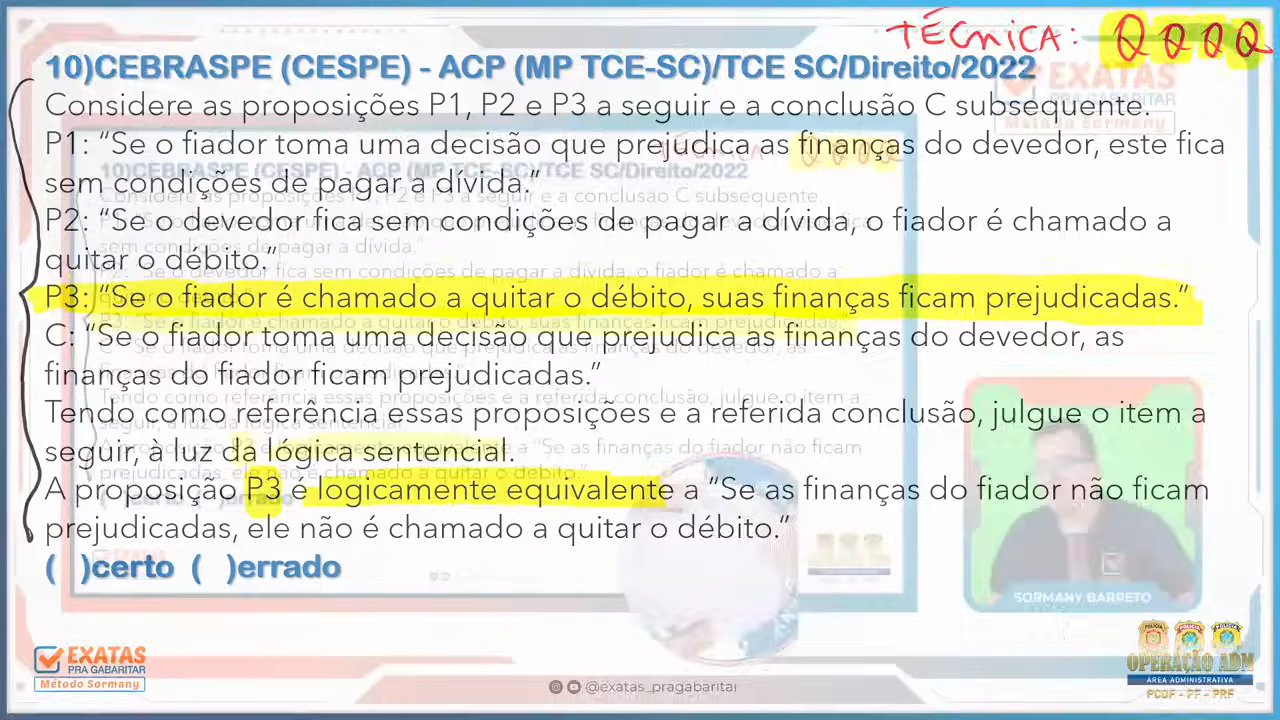 TÉCNICA: Q Q Q Q
10)CEBRASPE (CESPE) - ACP (MP TCE-SC)/TCE SC/Direito/2022
Considere as proposições P1, P2 e P3 a seguir e a conclusão C subsequente.
P1: “Se o fiador toma uma decisão que prejudica as finanças do devedor, este fica
sem condições de pagar a dívida.”
P2: “Se o devedor fica sem condições de pagar a dívida, o fiador é chamado a
quitar o débito.”
P3: “Se o fiador é chamado a quitar o débito, suas finanças ficam prejudicadas.”
C: “Se o fiador toma uma decisão que prejudica as finanças do devedor, as
finanças do fiador ficam prejudicadas.”
Tendo como referência essas proposições e a referida conclusão, julgue o item a
seguir, à luz da lógica sentencial.
A proposição P3 é logicamente equivalente a “Se as finanças do fiador não ficam
prejudicadas, ele não é chamado a quitar o débito.”
( )certo ( )errado
EXATAS
PRA GABARITAR
Método Sormany
SORMANY BARRETO
EXATAS
PRA GABARITAR
Método Sormany
@exatas_pragabaritar
OPERAÇÃO ADM
ÁREA ADMINISTRATIVA
PCDF - PF - PRF